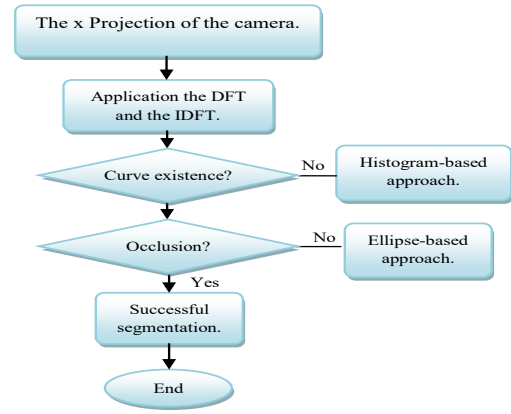 The x Projection of the camera.
Application the DFT
and the IDFT.
Curve existence?
No
Histogram-based
approach.
Occlusion?
No
Ellipse-based
approach.
Yes
Successful
segmentation.
End